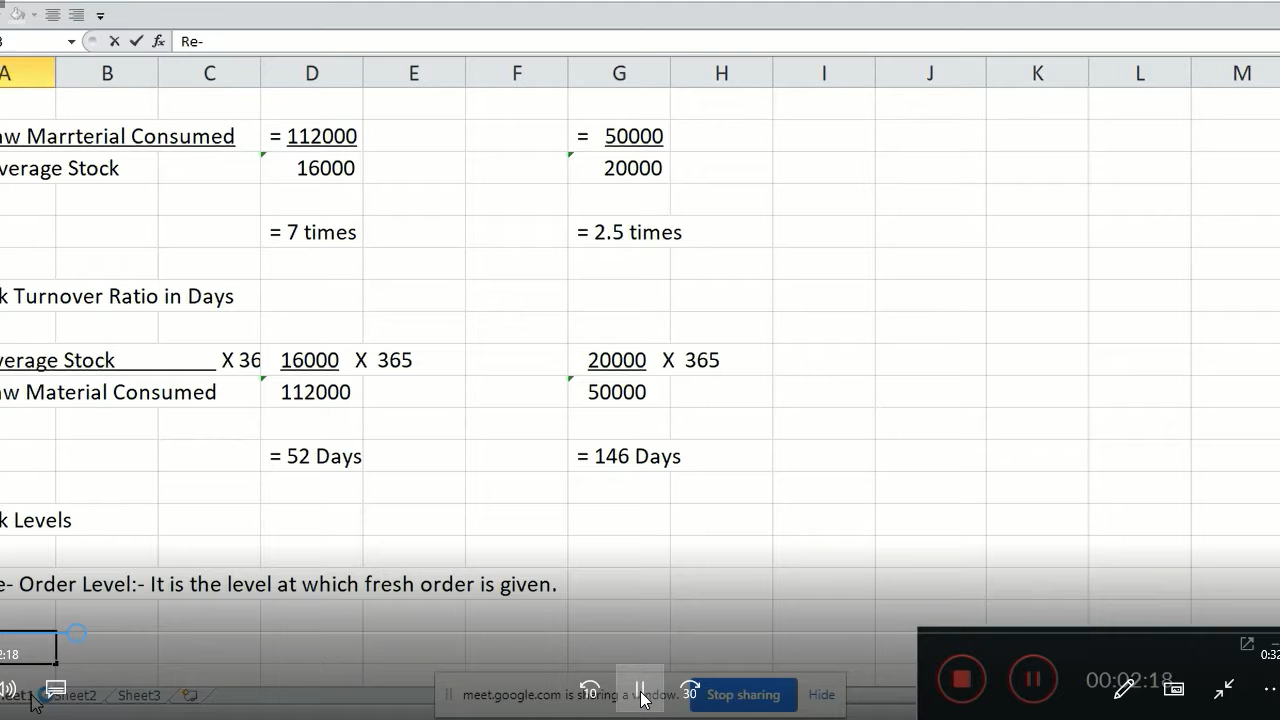 Re-
A B C D E F G H I J K L M
aw Marrterial Consumed = 112000 = 50000
verage Stock 16000 20000
= 7 times = 2.5 times
k Turnover Ratio in Days
verage Stock X 36 16000 X 365 20000 X 365
aw Material Consumed 112000 50000
= 52 Days = 146 Days
k Levels
e- Order Level:- It is the level at which fresh order is given.
2:18 0:32
00:02:18
Sheet2 Sheet3 meet.google.com is sharing a window. Stop sharing Hide
10 30